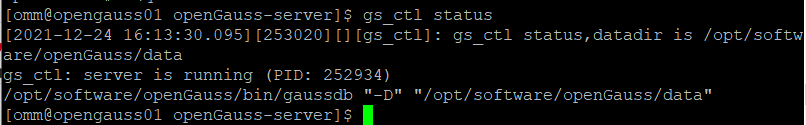 [omm@opengauss01 openGauss-server]$ gs_ctl status
[2021-12-24 16:13:30.095][253020][][gs_ctl]: gs_ctl status,datadir is /opt/softw
are/openGauss/data
gs_ctl: server is running (PID: 252934)
/opt/software/openGauss/bin/gaussdb "-D" "/opt/software/openGauss/data"
[omm@opengauss01 openGauss-server]$